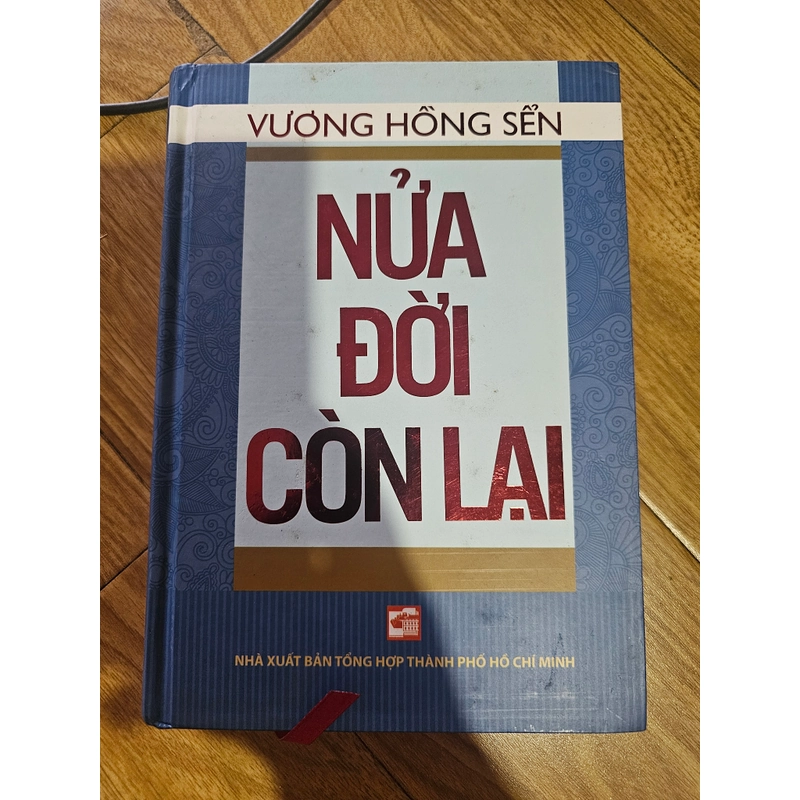 VƯƠNG HỒNG SỂN
NỬA
ĐỜI
CÒN LẠI
NHÀ XUẤT BẢN TỔNG HỢP THÀNH PHỐ HỒ CHÍ MINH